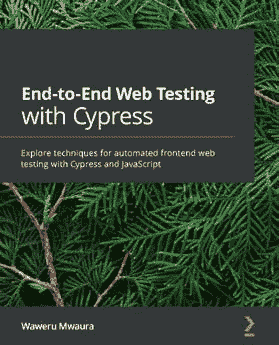 End-to-End Web Testing
with Cypress
Explore techniques for automated frontend web
testing with Cypress and JavaScript
Waweru Mwaura